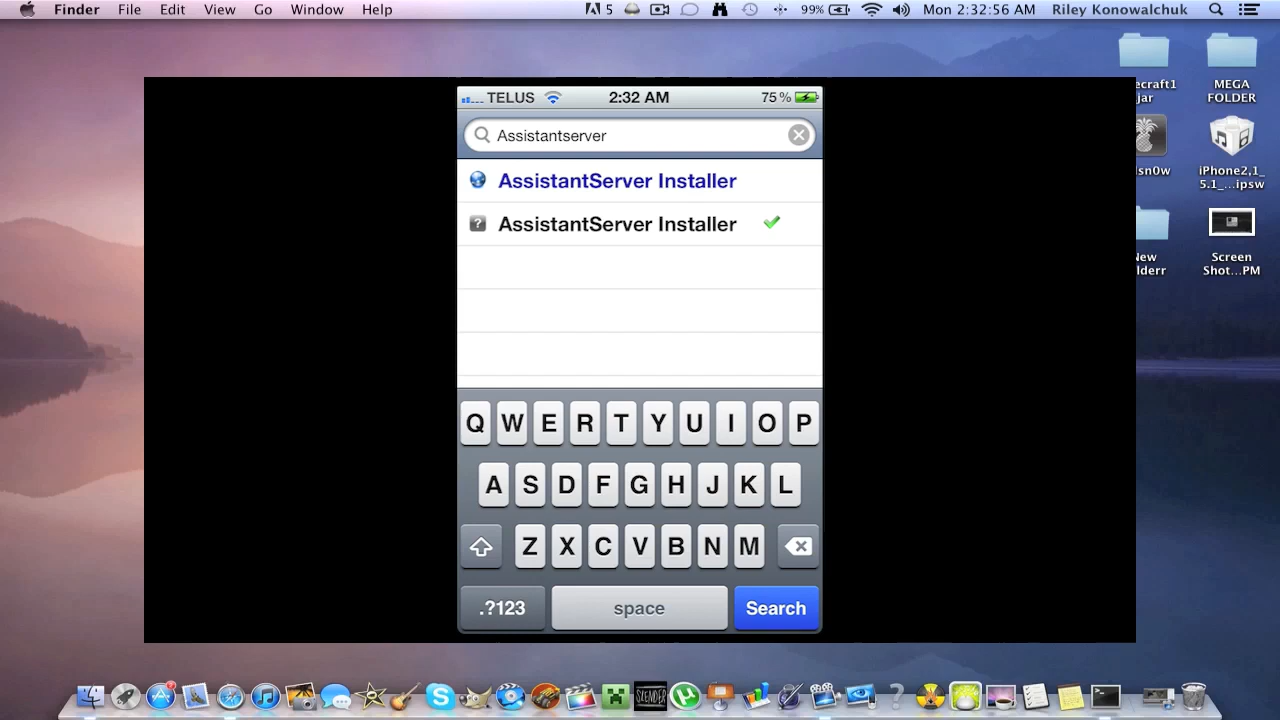 Finder File Edit View Go Window Help 5 99% Mon 2:32:56 AM Riley Konowalchuk
TELUS 2:32 AM 75%
Assistantserver
AssistantServer Installer
? AssistantServer Installer
Q W E R T Y U I O P
A S D F G H J K L
Z X C V B N M
.?123 space Search
ecraft1
jar
MEGA
FOLDER
sn0w
iPhone2,1_
5.1_...ipsw
New
lderr
Screen
Shot...PM
SLENDER